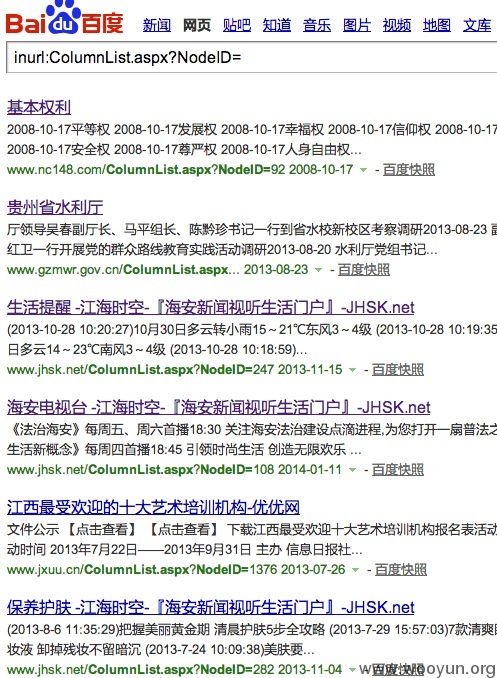 Bai du 百度 新闻 网页 贴吧 知道 音乐 图片 视频 地图 文库
inurl:ColumnList.aspx?NodeID=
基本权利
2008-10-17平等权 2008-10-17发展权 2008-10-17幸福权 2008-10-17信仰权 2008-10-17
2008-10-17安全权 2008-10-17尊严权 2008-10-17人身自由权...
www.nc148.com/ColumnList.aspx?NodeID=92 2008-10-17 - 百度快照
贵州省水利厅
厅领导吴春副厅长、马平组长、陈黔珍书记一行到省水校新校区考察调研2013-08-23
红卫一行开展党的群众路线教育实践活动调研2013-08-20 水利厅党组书记...
www.gzmwr.gov.cn/ColumnList.aspx... 2013-08-23 - 百度快照
生活提醒 -江海时空-『海安新闻视听生活门户』-JHSK.net
(2013-10-28 10:20:27)10月30日多云转小雨15～21℃东风3～4级 (2013-10-28 10:19:35
日多云14～23℃南风3～4级 (2013-10-28 10:18:59)...
www.jhsk.net/ColumnList.aspx?NodeID=247 2013-11-15 - 百度快照
海安电视台 -江海时空-『海安新闻视听生活门户』-JHSK.net
《法治海安》每周五、周六首播18:30 关注海安法治建设点滴进程,为您打开一扇普法之
生活新概念》每周四首播18:45 引领时尚生活 创造无限欢乐 ...
www.jhsk.net/ColumnList.aspx?NodeID=108 2014-01-11 - 百度快照
江西最受欢迎的十大艺术培训机构-优优网
文件公示 【点击查看】 【点击查看】 下载江西最受欢迎十大艺术培训机构报名表活动
动时间 2013年7月22日——2013年9月31日 主办 信息日报社...
www.jxuu.cn/ColumnList.aspx?NodeID=1376 2013-07-26 - 百度快照
保养护肤 -江海时空-『海安新闻视听生活门户』-JHSK.net
(2013-8-6 11:35:29)把握美丽黄金期 清晨护肤5步全攻略 (2013-7-29 15:57:03)7款清爽
妆液 卸掉残妆不留暗沉 (2013-7-24 10:09:38)美肤要...
www.jhsk.net/ColumnList.aspx?NodeID=282 2013-11-04 - 百度快照
www.wooyun.org